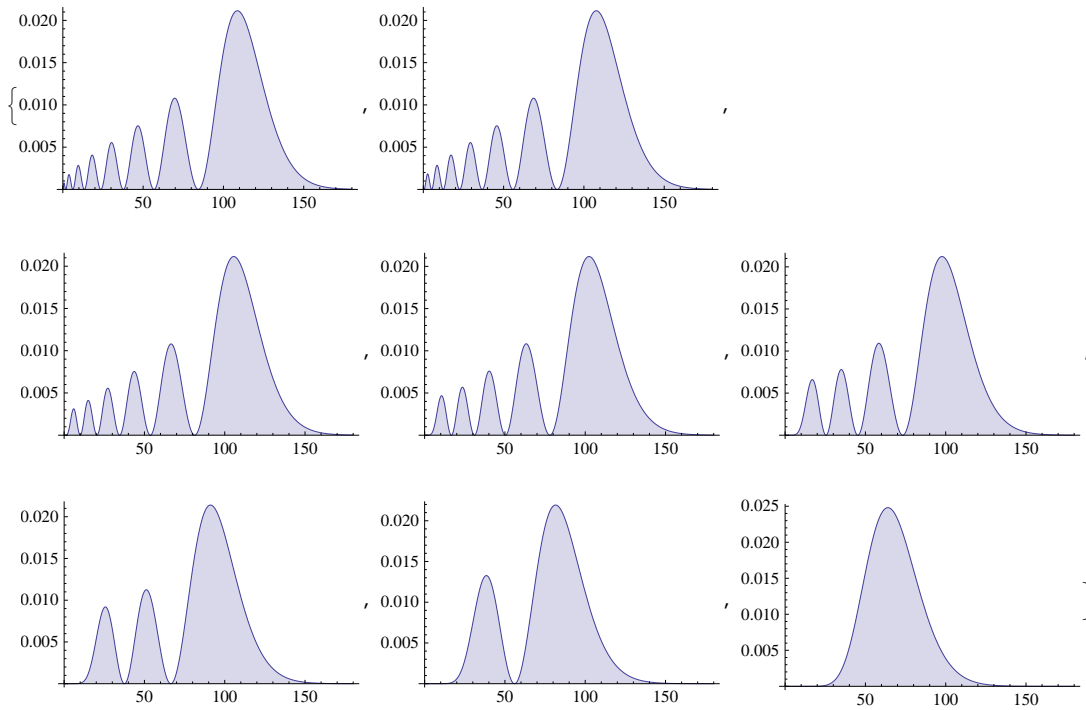 0.020 0.020
0.015 0.015
{ 0.010 , 0.010 ,
0.005 0.005
50 100 150 50 100 150
0.020 0.020 0.020
0.015 0.015 0.015
0.010 , 0.010 , 0.010 ,
0.005 0.005 0.005
50 100 150 50 100 150 50 100 150
0.020 0.020 0.025
0.015 0.015 0.020
0.010 , 0.010 , 0.015 }
0.005 0.005 0.010
0.005
50 100 150 50 100 150 50 100 150